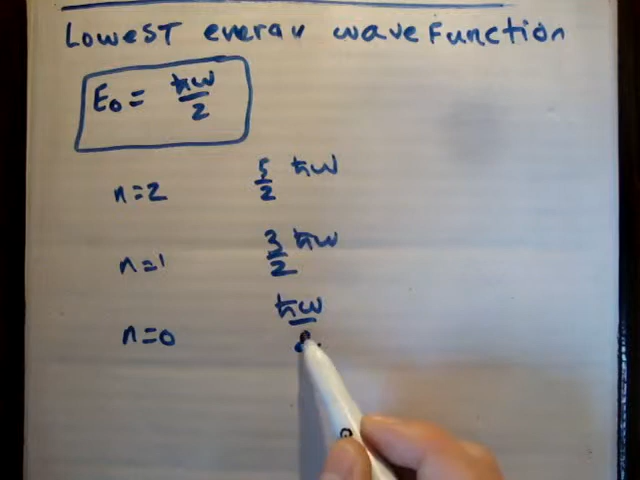 Lowest energy wave function
E₀ = ħω/2
n=2 5/2 ħω
n=1 3/2 ħω
n=0 ħω/